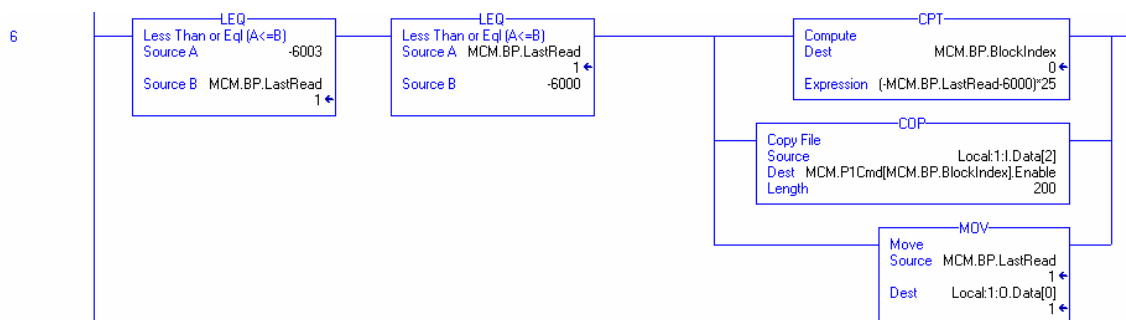 6
LEQ
Less Than or Eql (A<=B)
Source A -6003
Source B MCM.BP.LastRead
1
LEQ
Less Than or Eql (A<=B)
Source A MCM.BP.LastRead
1
Source B -6000
CPT
Compute
Dest MCM.BP.BlockIndex
0
Expression (-MCM.BP.LastRead-6000)*25
COP
Copy File
Source Local:1:I.Data[2]
Dest MCM.P1Cmd[MCM.BP.BlockIndex].Enable
Length 200
MOV
Move
Source MCM.BP.LastRead
1
Dest Local:1:O.Data[0]
1